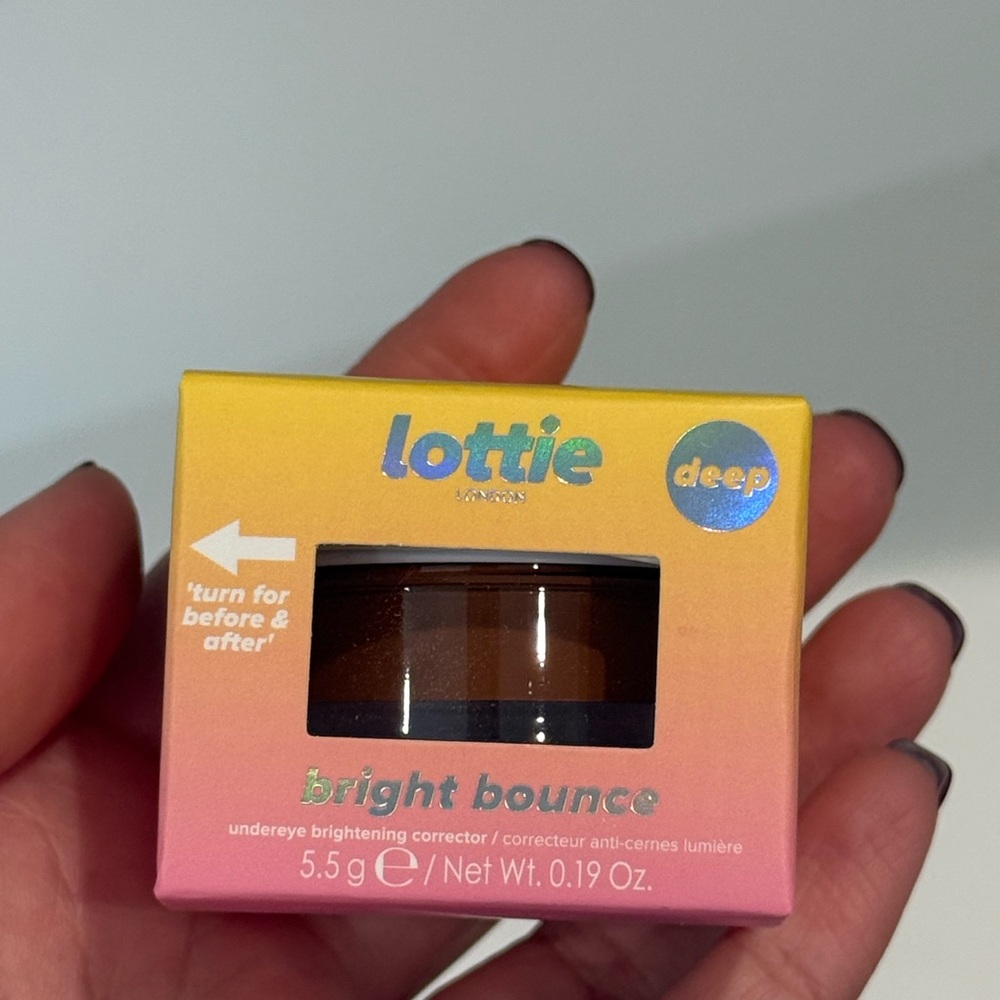 lottie
LONDON
deep
'turn for
before &
after'
bright bounce
undereye brightening corrector / correcteur anti-cernes lumière
5.5 g ℮ / Net Wt. 0.19 Oz.